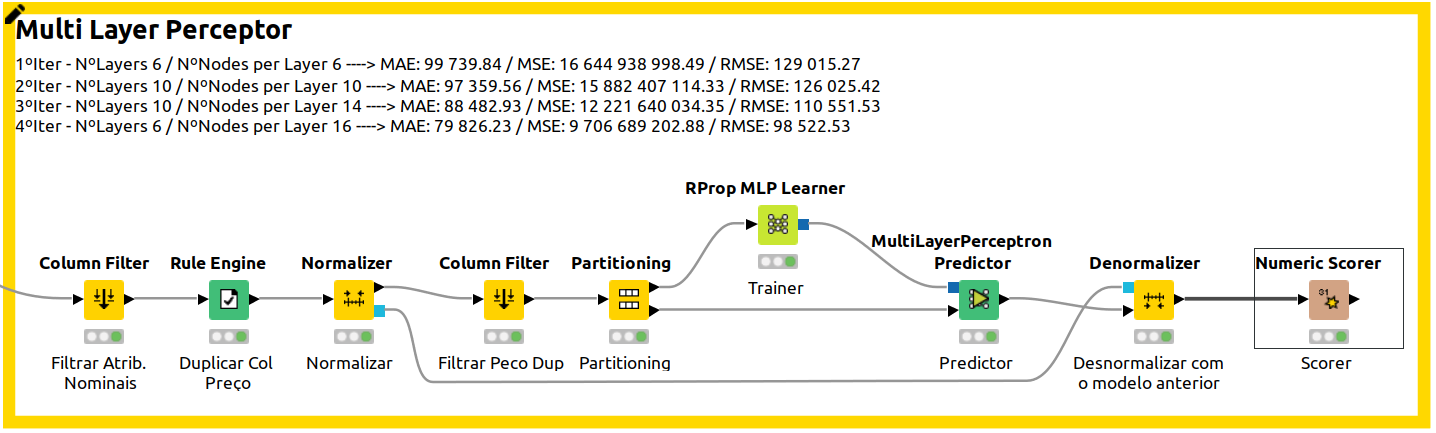 Multi Layer Perceptor
1ºIter - NºLayers 6 / NºNodes per Layer 6 ----> MAE: 99 739.84 / MSE: 16 644 938 998.49 / RMSE: 129 015.27
2ºIter - NºLayers 10 / NºNodes per Layer 10 ----> MAE: 97 359.56 / MSE: 15 882 407 114.33 / RMSE: 126 025.42
3ºIter - NºLayers 10 / NºNodes per Layer 14 ----> MAE: 88 482.93 / MSE: 12 221 640 034.35 / RMSE: 110 551.53
4ºIter - NºLayers 6 / NºNodes per Layer 16 ----> MAE: 79 826.23 / MSE: 9 706 689 202.88 / RMSE: 98 522.53
RProp MLP Learner
Trainer
Column Filter
Filtrar Atrib.
Nominais
Rule Engine
Duplicar Col
Preço
Normalizer
Normalizar
Column Filter
Filtrar Peco Dup
Partitioning
Partitioning
MultiLayerPerceptron
Predictor
Predictor
Denormalizer
Desnormalizar com
o modelo anterior
Numeric Scorer
Scorer